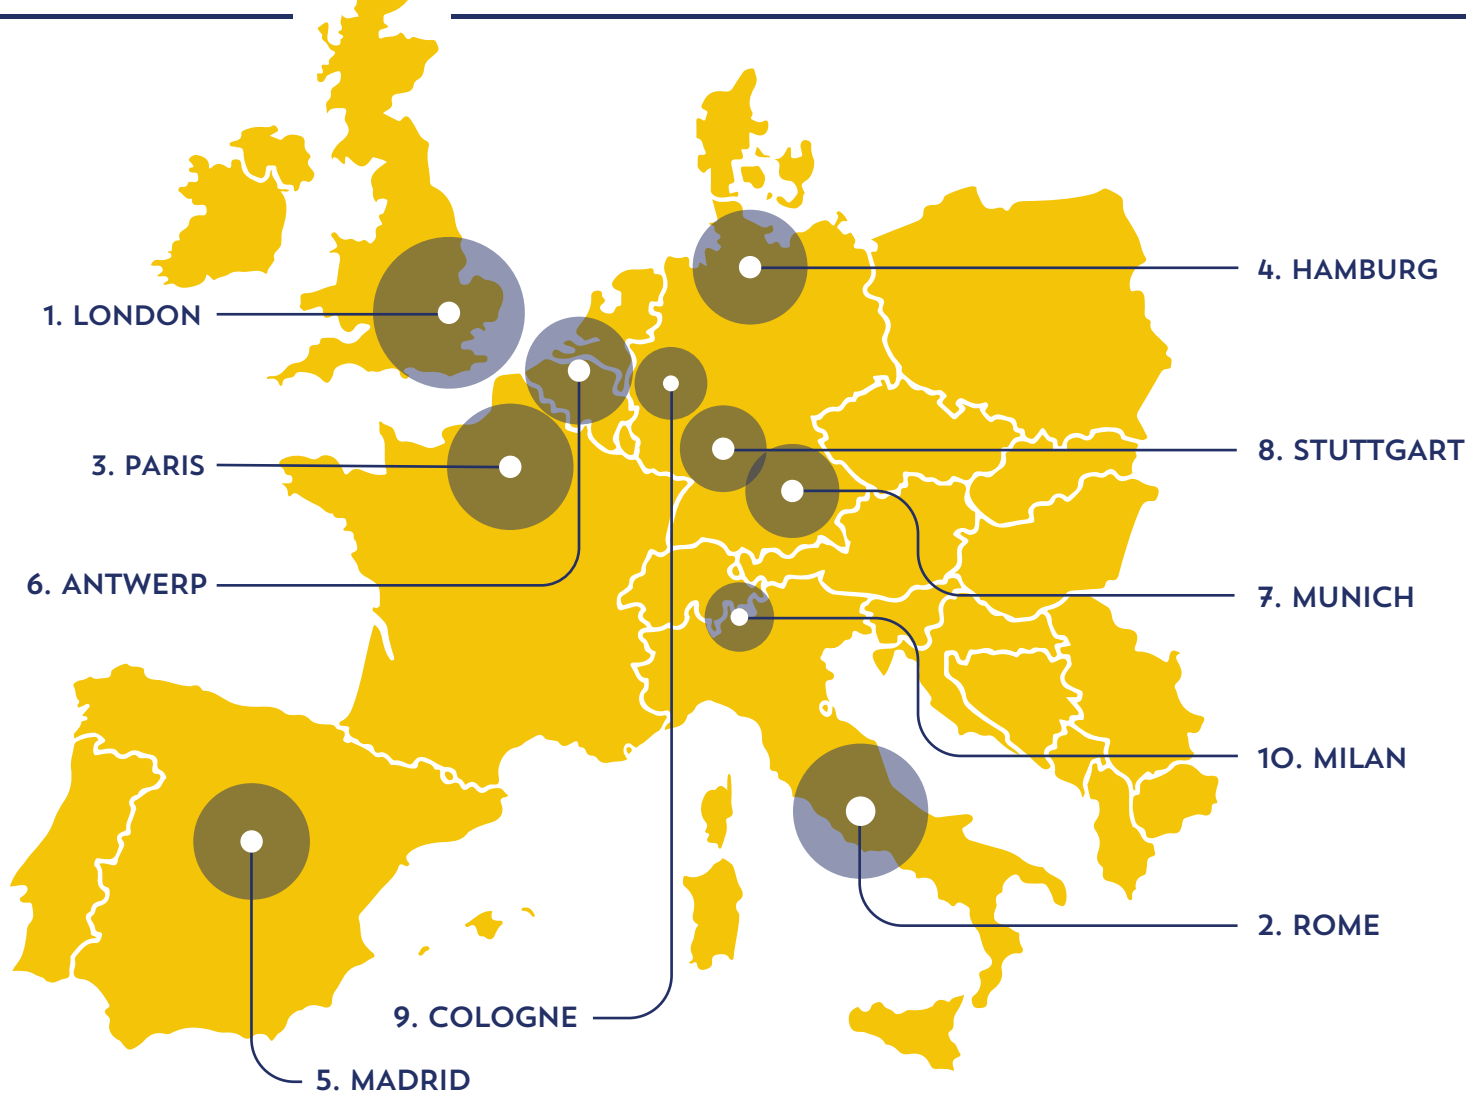 4. HAMBURG
1. LONDON
8. STUTTGART
3. PARIS
6. ANTWERP
7. MUNICH
10. MILAN
2. ROME
9. COLOGNE
5. MADRID